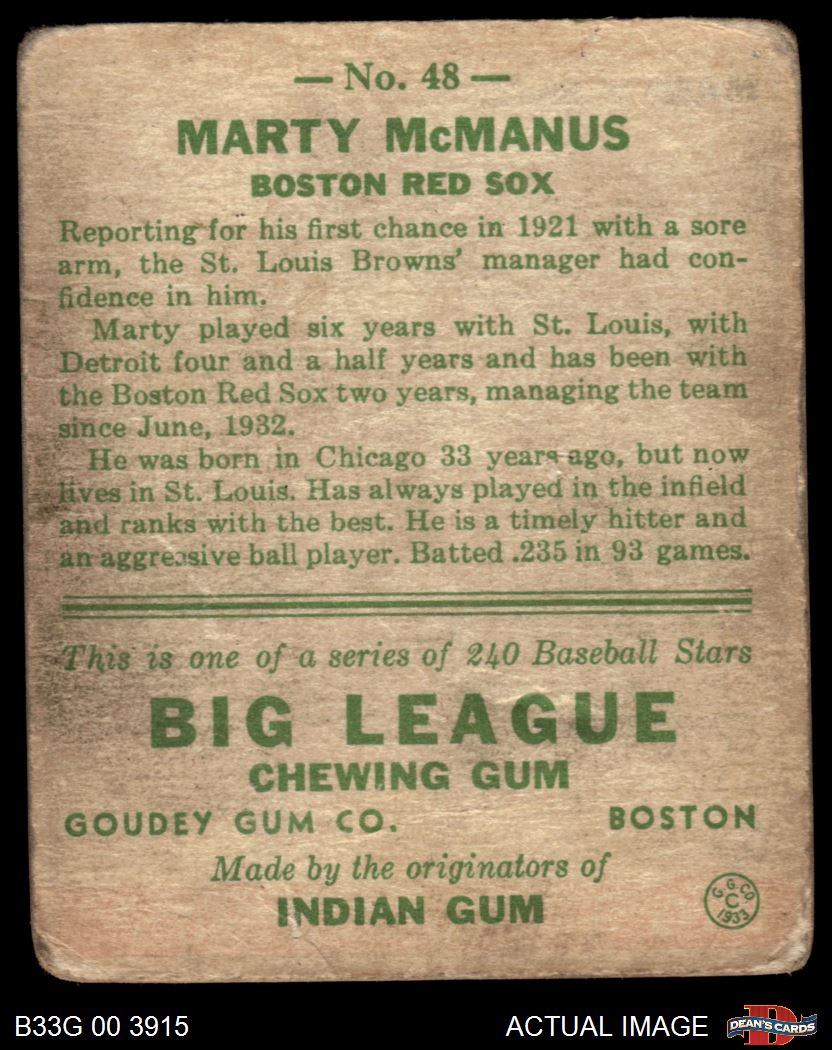 — No. 48 —
MARTY McMANUS
BOSTON RED SOX
Reporting for his first chance in 1921 with a sore
arm, the St. Louis Browns' manager had con-
fidence in him.
Marty played six years with St. Louis, with
Detroit four and a half years and has been with
the Boston Red Sox two years, managing the team
since June, 1932.
He was born in Chicago 33 years ago, but now
lives in St. Louis. Has always played in the infield
and ranks with the best. He is a timely hitter and
an aggressive ball player. Batted .235 in 93 games.
This is one of a series of 240 Baseball Stars
BIG LEAGUE
CHEWING GUM
GOUDEY GUM CO. BOSTON
Made by the originators of
INDIAN GUM
G.G.CO
C
1933
B33G 00 3915 ACTUAL IMAGE D DEAN'S CARDS